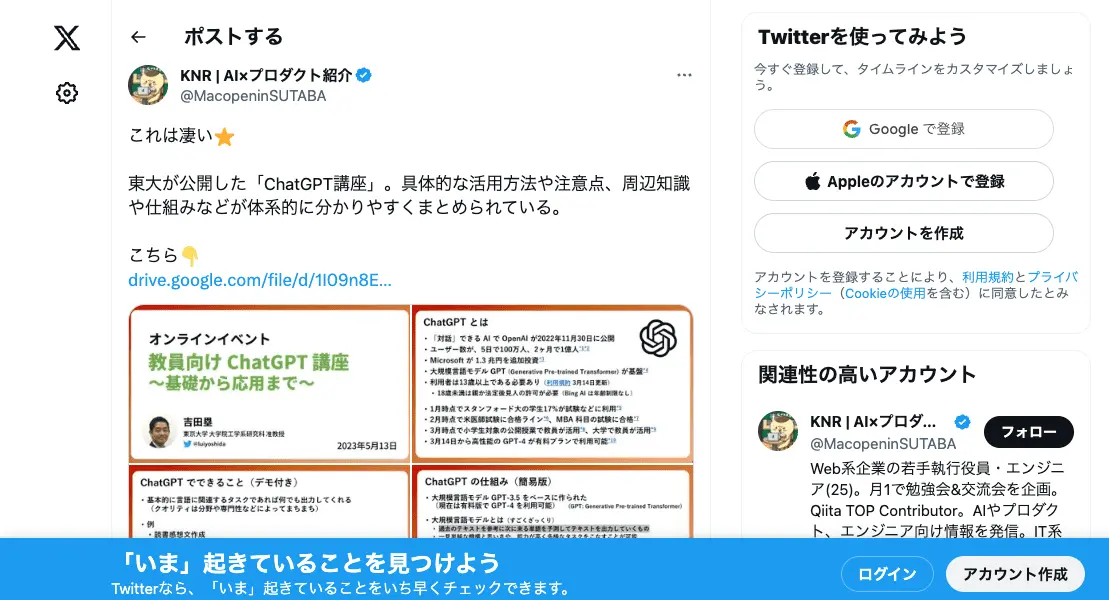 ポストする
KNR | AI×プロダクト紹介
@MacopeninSUTABA
これは凄い⭐
東大が公開した「ChatGPT講座」。具体的な活用方法や注意点、周辺知識
や仕組みなどが体系的に分かりやすくまとめられている。
こちら👇
drive.google.com/file/d/1I09n8E...
オンラインイベント
教員向け ChatGPT 講座
〜基礎から応用まで〜
吉田塁
東京大学 大学院工学系研究科 准教授
@luiyoshida
2023年5月13日
ChatGPT とは
・「対話」できる AI で OpenAI が2022年11月30日に公開
・ユーザー数が、5日で100万人、2ヶ月で1億人
・Microsoft が 1.3 兆円を追加投資
・大規模言語モデル GPT (Generative Pre-trained Transformer) が基盤
・利用者は13歳以上である必要あり (利用規約 3月14日更新)
・18歳未満は親か法定後見人の許可が必要 (Bing AI は年齢制限なし)
・1月時点でスタンフォード大の学生17%が試験などに利用
・2月時点で米医師試験に合格ライン、MBA 科目の試験に合格
・3月時点で小学生対象の公開授業で教員が活用、大学で教員が活用
・3月14日から高性能の GPT-4 が有料プランで利用可能
ChatGPT でできること（デモ付き）
・基本的に言語に関連するタスクであれば何でも出力してくれる
（クオリティは分野や専門性などによってまちまち）
・例
・読書感想文作成
ChatGPT の仕組み（簡易版）
・大規模言語モデル GPT-3.5 をベースに作られた
（現在は有料版で GPT-4 を利用可能） (GPT: Generative Pre-trained Transformer)
・大規模言語モデルとは（すごくざっくり）
・過去のテキストを参考に次に来る単語を予測してテキストを出力していくもの
Twitterを使ってみよう
今すぐ登録して、タイムラインをカスタマイズしましょ
う。
Google で登録
Appleのアカウントで登録
アカウントを作成
アカウントを登録することにより、利用規約とプライバ
シーポリシー（Cookieの使用を含む）に同意したとみ
なされます。
関連性の高いアカウント
KNR | AI×プロダ...
@MacopeninSUTABA
フォロー
Web系企業の若手執行役員・エンジニ
ア(25)。月1で勉強会&交流会を企画。
Qiita TOP Contributor。AIやプロダク
ト、エンジニア向け情報を発信。IT系
「いま」起きていることを見つけよう
Twitterなら、「いま」起きていることをいち早くチェックできます。
ログイン
アカウント作成